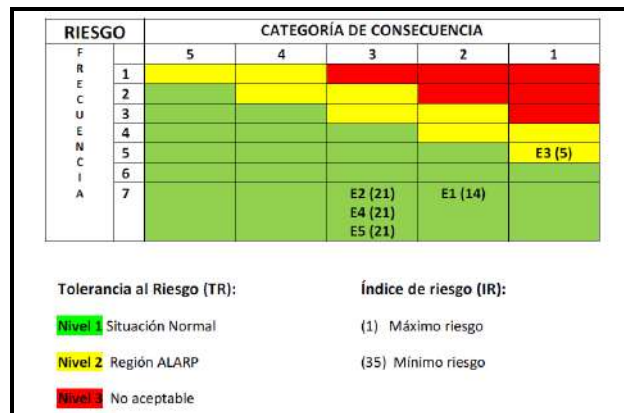 RIESGO CATEGORÍA DE CONSECUENCIA
FRECUENCIA 5 4 3 2 1
1
2
3
4
5 E3 (5)
6
7 E2 (21) E1 (14)
E4 (21)
E5 (21)
Tolerancia al Riesgo (TR): Índice de riesgo (IR):
Nivel 1 Situación Normal (1) Máximo riesgo
Nivel 2 Región ALARP (35) Mínimo riesgo
Nivel 3 No aceptable